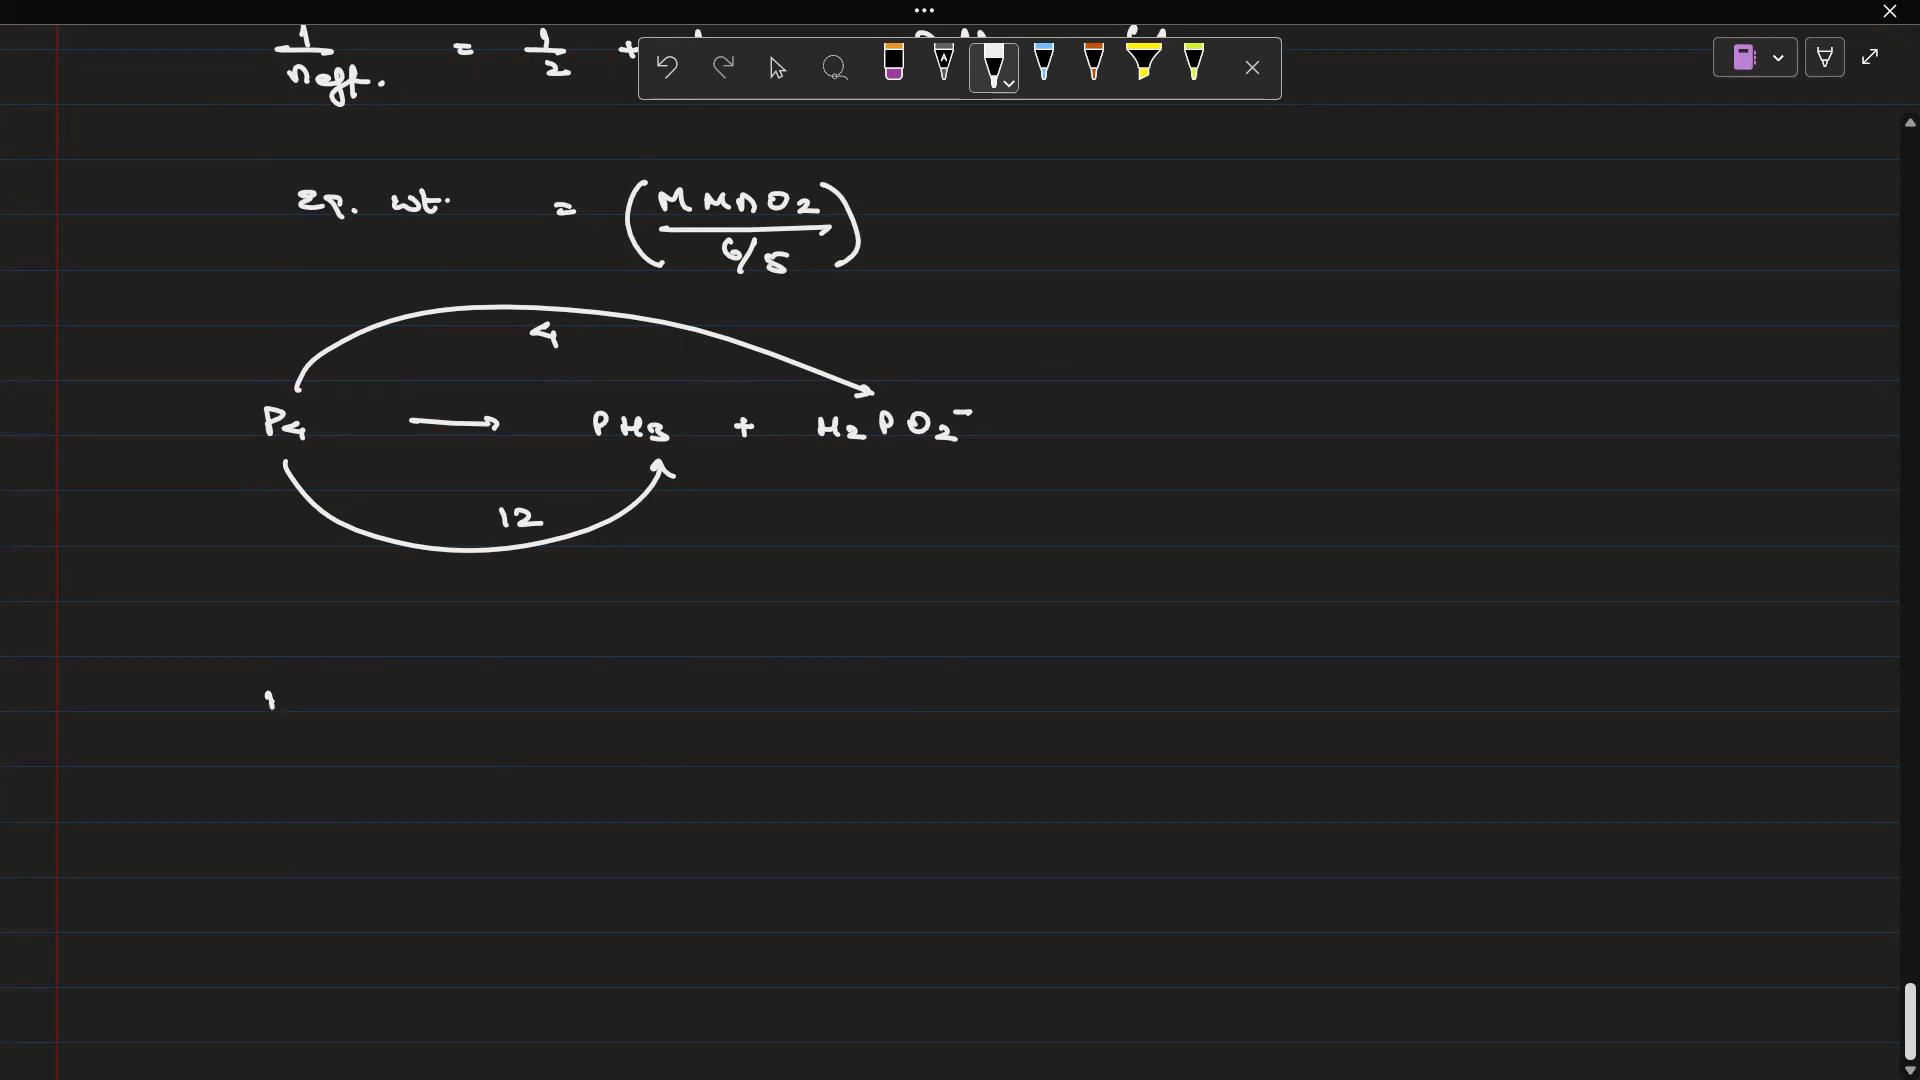 1/n eff. = 1/2 +
Eq. wt. = (M MnO2 / 6/5)
4
P4 → PH3 + H2PO2⁻
12